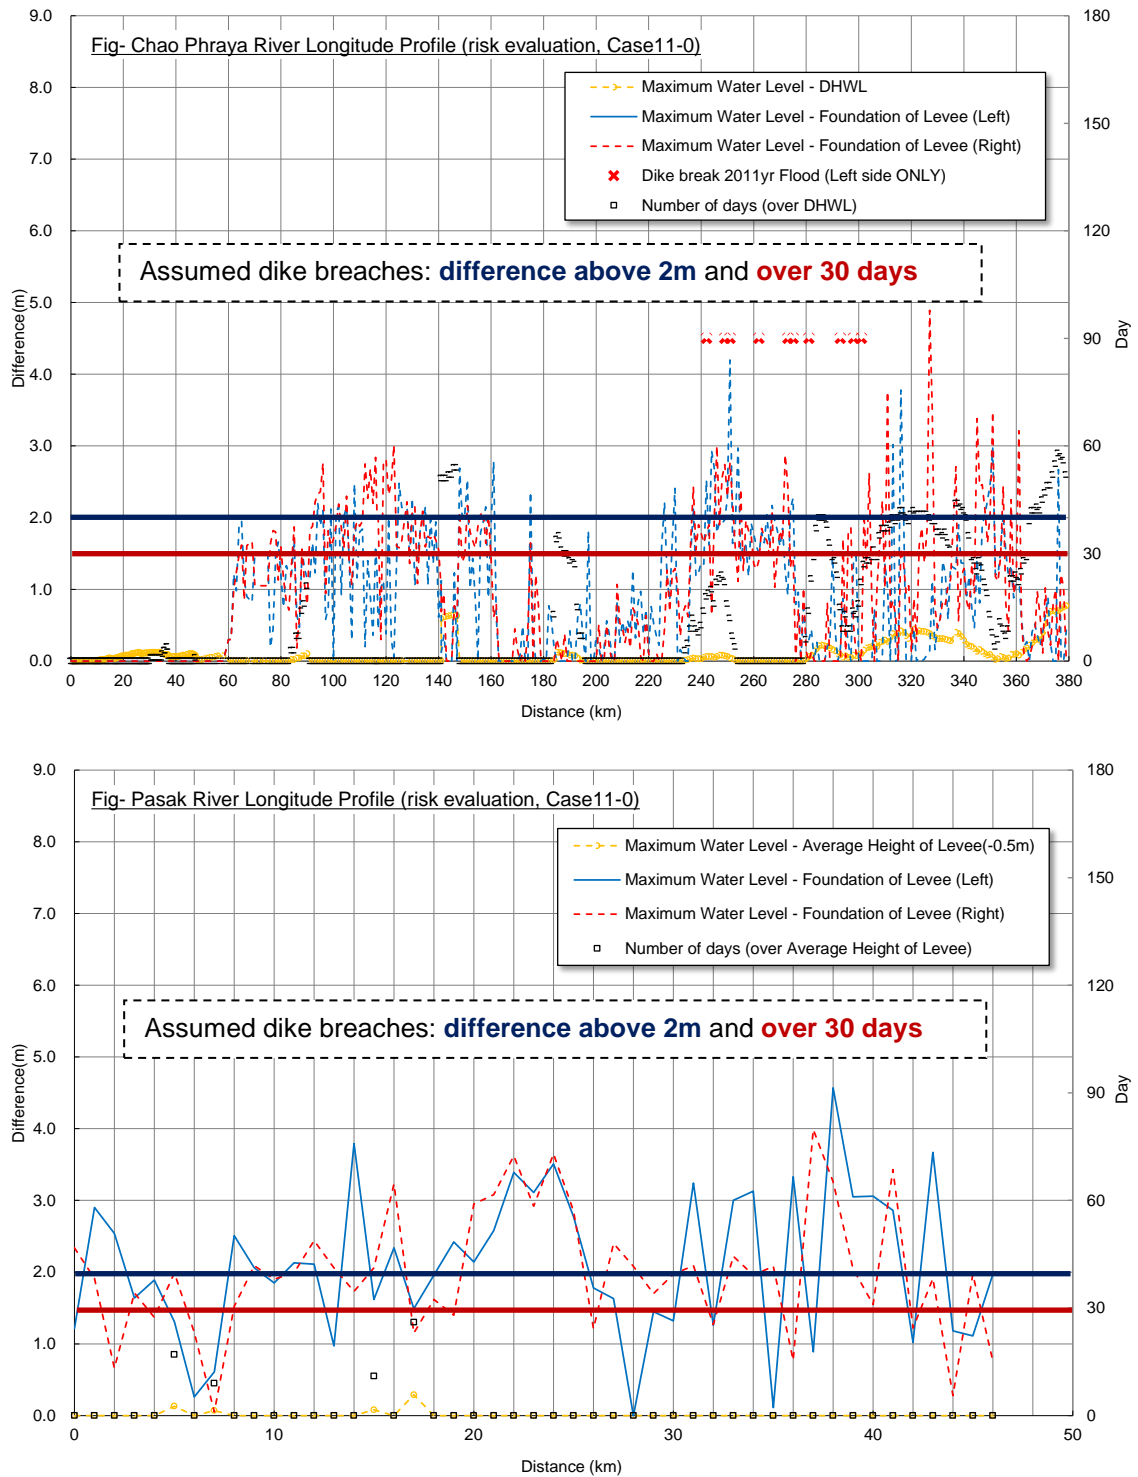 Fig- Chao Phraya River Longitude Profile (risk evaluation, Case11-0)
Maximum Water Level - DHWL
Maximum Water Level - Foundation of Levee (Left)
Maximum Water Level - Foundation of Levee (Right)
Dike break 2011yr Flood (Left side ONLY)
Number of days (over DHWL)
Assumed dike breaches: difference above 2m and over 30 days
9.0
8.0
7.0
6.0
5.0
4.0
3.0
2.0
1.0
0.0
Difference(m)
180
150
120
90
60
30
0
Day
0 20 40 60 80 100 120 140 160 180 200 220 240 260 280 300 320 340 360 380
Distance (km)
Fig- Pasak River Longitude Profile (risk evaluation, Case11-0)
Maximum Water Level - Average Height of Levee(-0.5m)
Maximum Water Level - Foundation of Levee (Left)
Maximum Water Level - Foundation of Levee (Right)
Number of days (over Average Height of Levee)
Assumed dike breaches: difference above 2m and over 30 days
9.0
8.0
7.0
6.0
5.0
4.0
3.0
2.0
1.0
0.0
Difference(m)
180
150
120
90
60
30
0
Day
0 10 20 30 40 50
Distance (km)